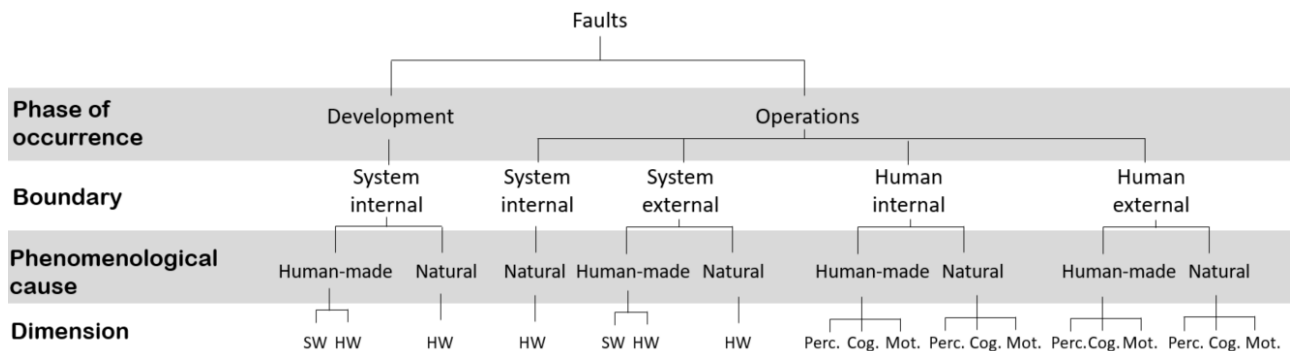 Faults
Phase of
occurrence
Development Operations
Boundary
System
internal
System
internal
System
external
Human
internal
Human
external
Phenomenological
cause
Human-made Natural Natural Human-made Natural Human-made Natural Human-made Natural
Dimension
SW HW HW HW SW HW HW Perc. Cog. Mot. Perc. Cog. Mot. Perc. Cog. Mot. Perc. Cog. Mot.